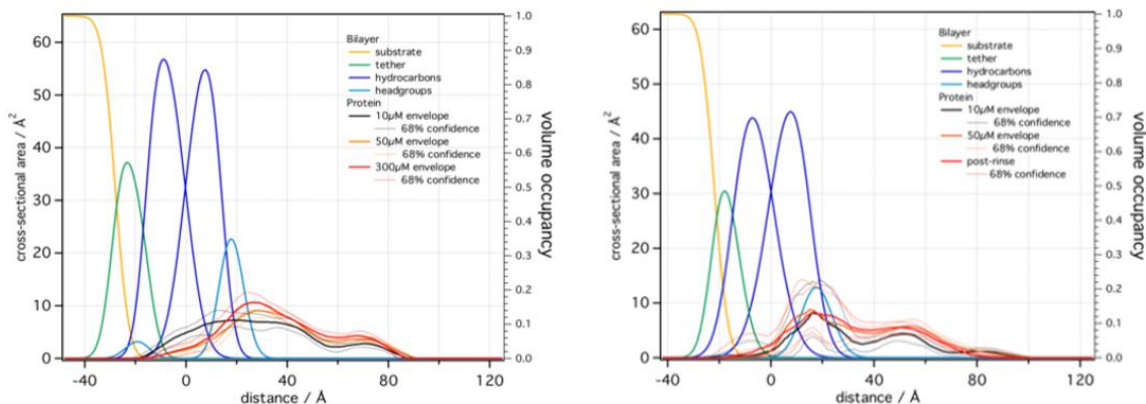 cross-sectional area / Å²
60
50
40
30
20
10
0
-40
0
40
80
120
distance / Å
1.0
0.9
0.8
0.7
0.6
0.5
0.4
0.3
0.2
0.1
0.0
volume occupancy
Bilayer
substrate
tether
hydrocarbons
headgroups
Protein
10μM envelope
68% confidence
50μM envelope
68% confidence
300μM envelope
68% confidence
cross-sectional area / Å²
60
50
40
30
20
10
0
-40
0
40
80
120
distance / Å
1.0
0.9
0.8
0.7
0.6
0.5
0.4
0.3
0.2
0.1
0.0
volume occupancy
Bilayer
substrate
tether
hydrocarbons
headgroups
Protein
10μM envelope
68% confidence
50μM envelope
68% confidence
post-rinse
68% confidence